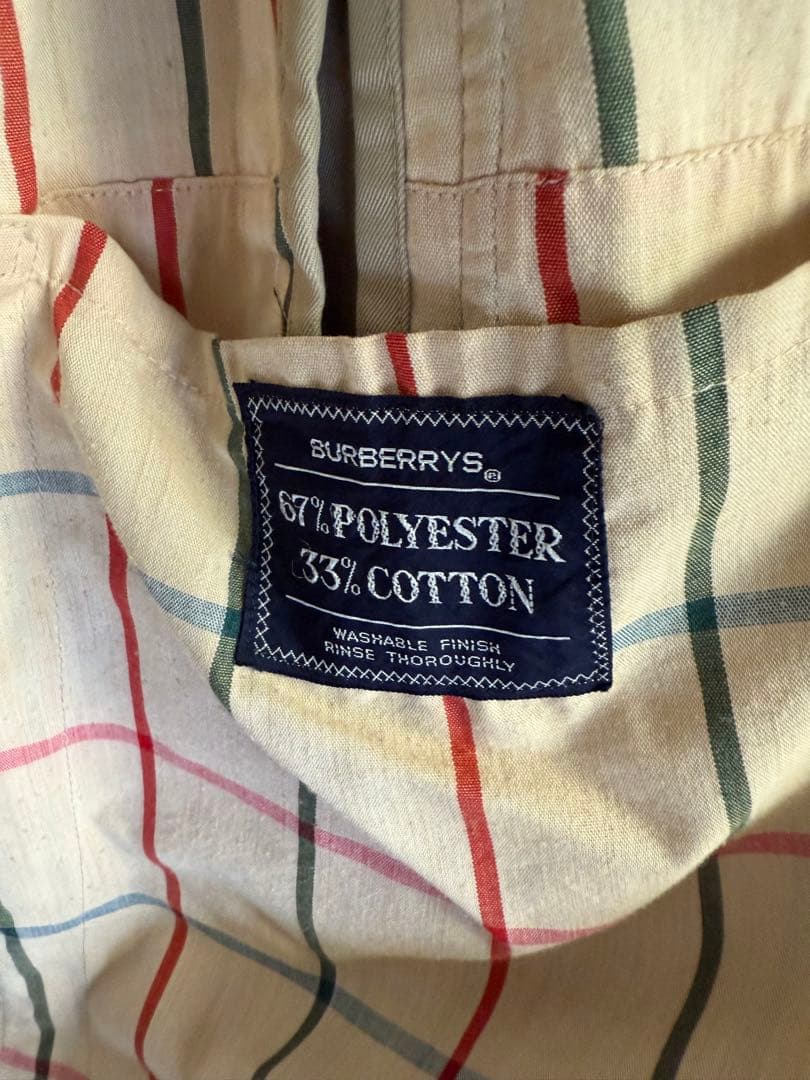 BURBERRYS®
67% POLYESTER
33% COTTON
WASHABLE FINISH
RINSE THOROUGHLY